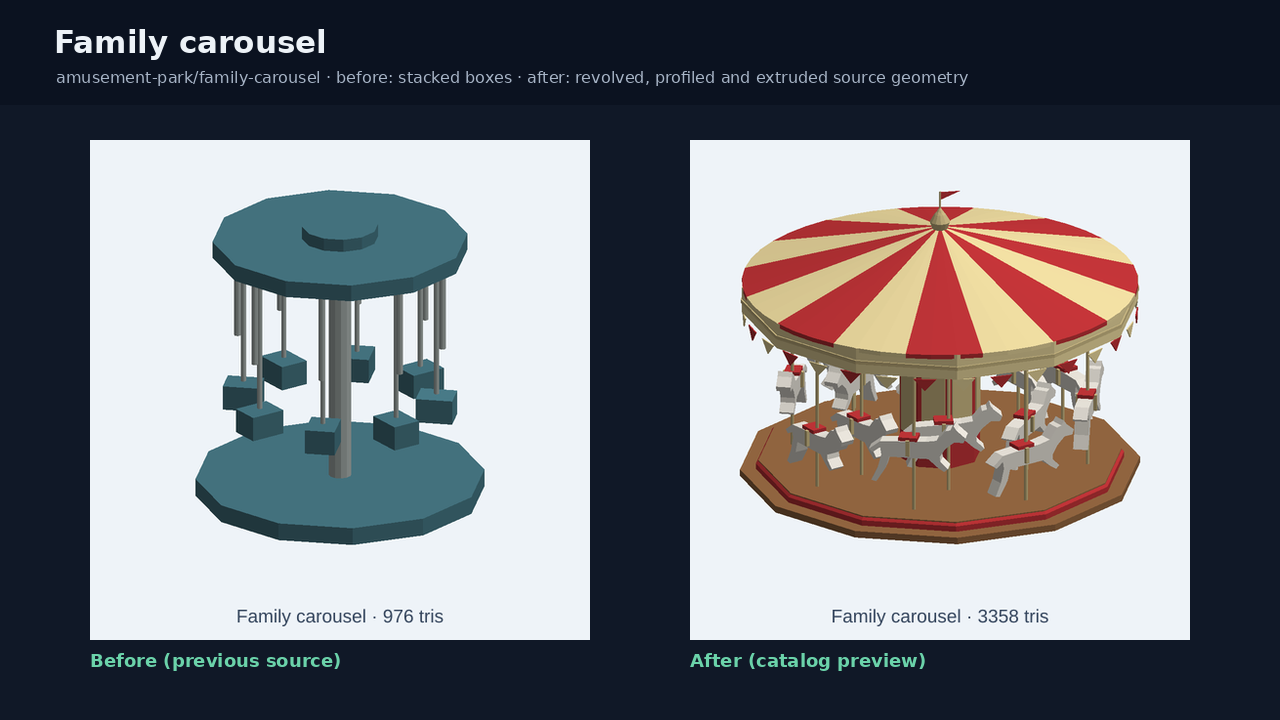 Family carousel
amusement-park/family-carousel · before: stacked boxes · after: revolved, profiled and extruded source geometry
Family carousel · 976 tris
Family carousel · 3358 tris
Before (previous source)
After (catalog preview)